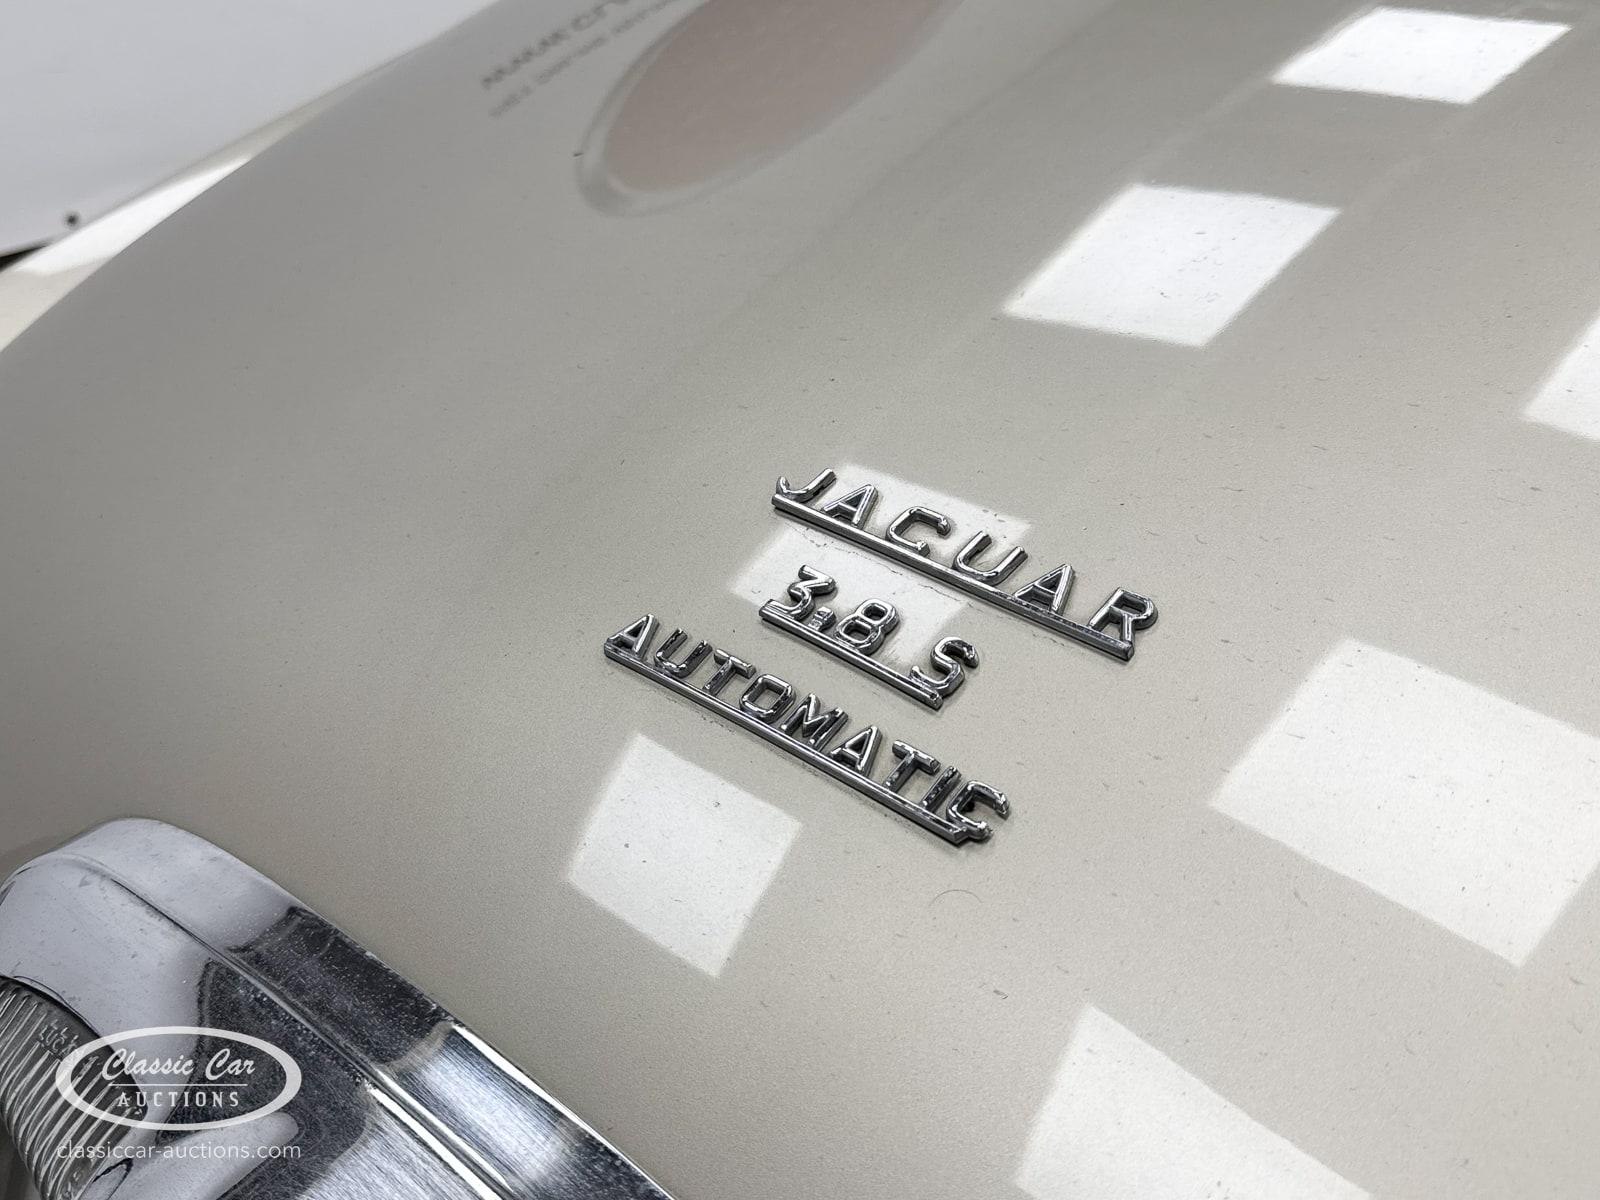 JAGUAR
3.8 S
AUTOMATIC
Classic Car
AUCTIONS
classiccar-auctions.com